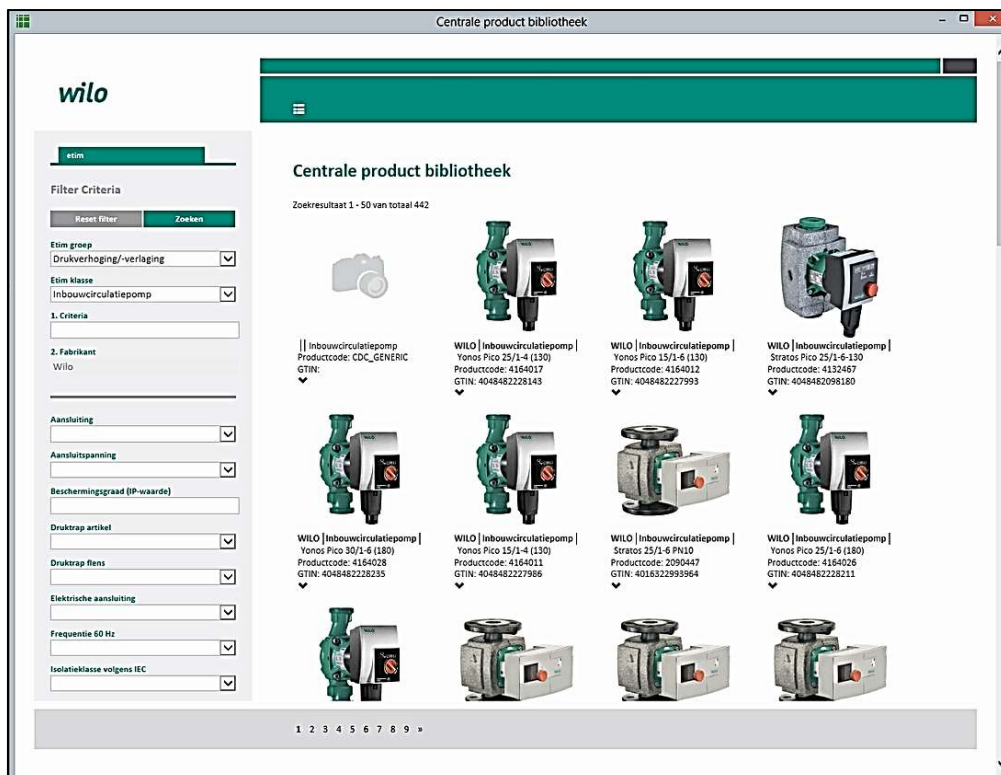 Centrale product bibliotheek
wilo
etim
Filter Criteria
Reset filter
Zoeken
Etim groep
Drukverhoging/-verlaging
Etim klasse
Inbouwcirculatiepomp
1. Criteria
2. Fabrikant
Wilo
Aansluiting
Aansluitspanning
Beschermingsgraad (IP-waarde)
Druktrap artikel
Druktrap flens
Elektrische aansluiting
Frequentie 60 Hz
Isolatieklasse volgens IEC
Centrale product bibliotheek
Zoekresultaat 1 - 50 van totaal 442
|| Inbouwcirculatiepomp
Productcode: CDC_GENERIC
GTIN:
WILO |Inbouwcirculatiepomp |
Yonos Pico 25/1-4 (130)
Productcode: 4164017
GTIN: 4048482228143
WILO |Inbouwcirculatiepomp |
Yonos Pico 15/1-6 (130)
Productcode: 4164012
GTIN: 4048482227993
WILO |Inbouwcirculatiepomp |
Stratos Pico 25/1-6-130
Productcode: 4132467
GTIN: 4048482098180
WILO |Inbouwcirculatiepomp |
Yonos Pico 30/1-6 (180)
Productcode: 4164028
GTIN: 4048482228235
WILO |Inbouwcirculatiepomp |
Yonos Pico 15/1-4 (130)
Productcode: 4164011
GTIN: 4048482227986
WILO |Inbouwcirculatiepomp |
Stratos 25/1-6 PN10
Productcode: 2090447
GTIN: 4016322993964
WILO |Inbouwcirculatiepomp |
Yonos Pico 25/1-6 (180)
Productcode: 4164026
GTIN: 4048482228211
1 2 3 4 5 6 7 8 9 »